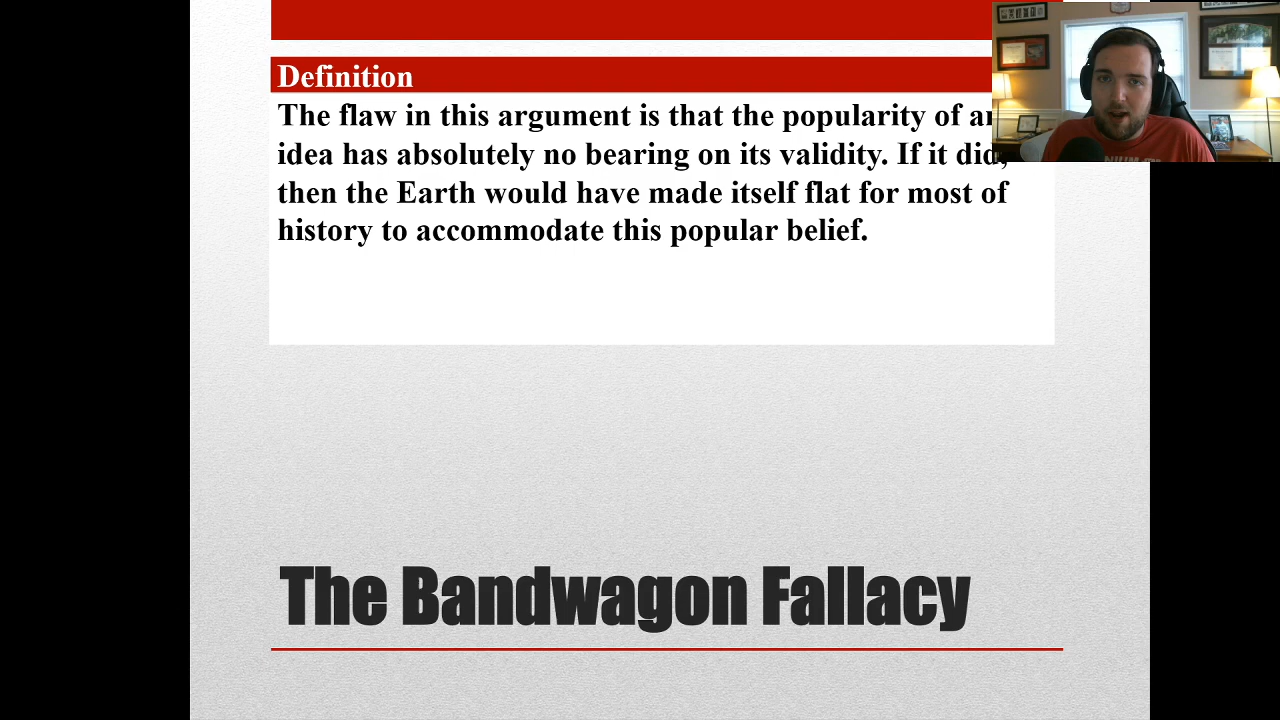 Definition
The flaw in this argument is that the popularity of an
idea has absolutely no bearing on its validity. If it did,
then the Earth would have made itself flat for most of
history to accommodate this popular belief.
The Bandwagon Fallacy